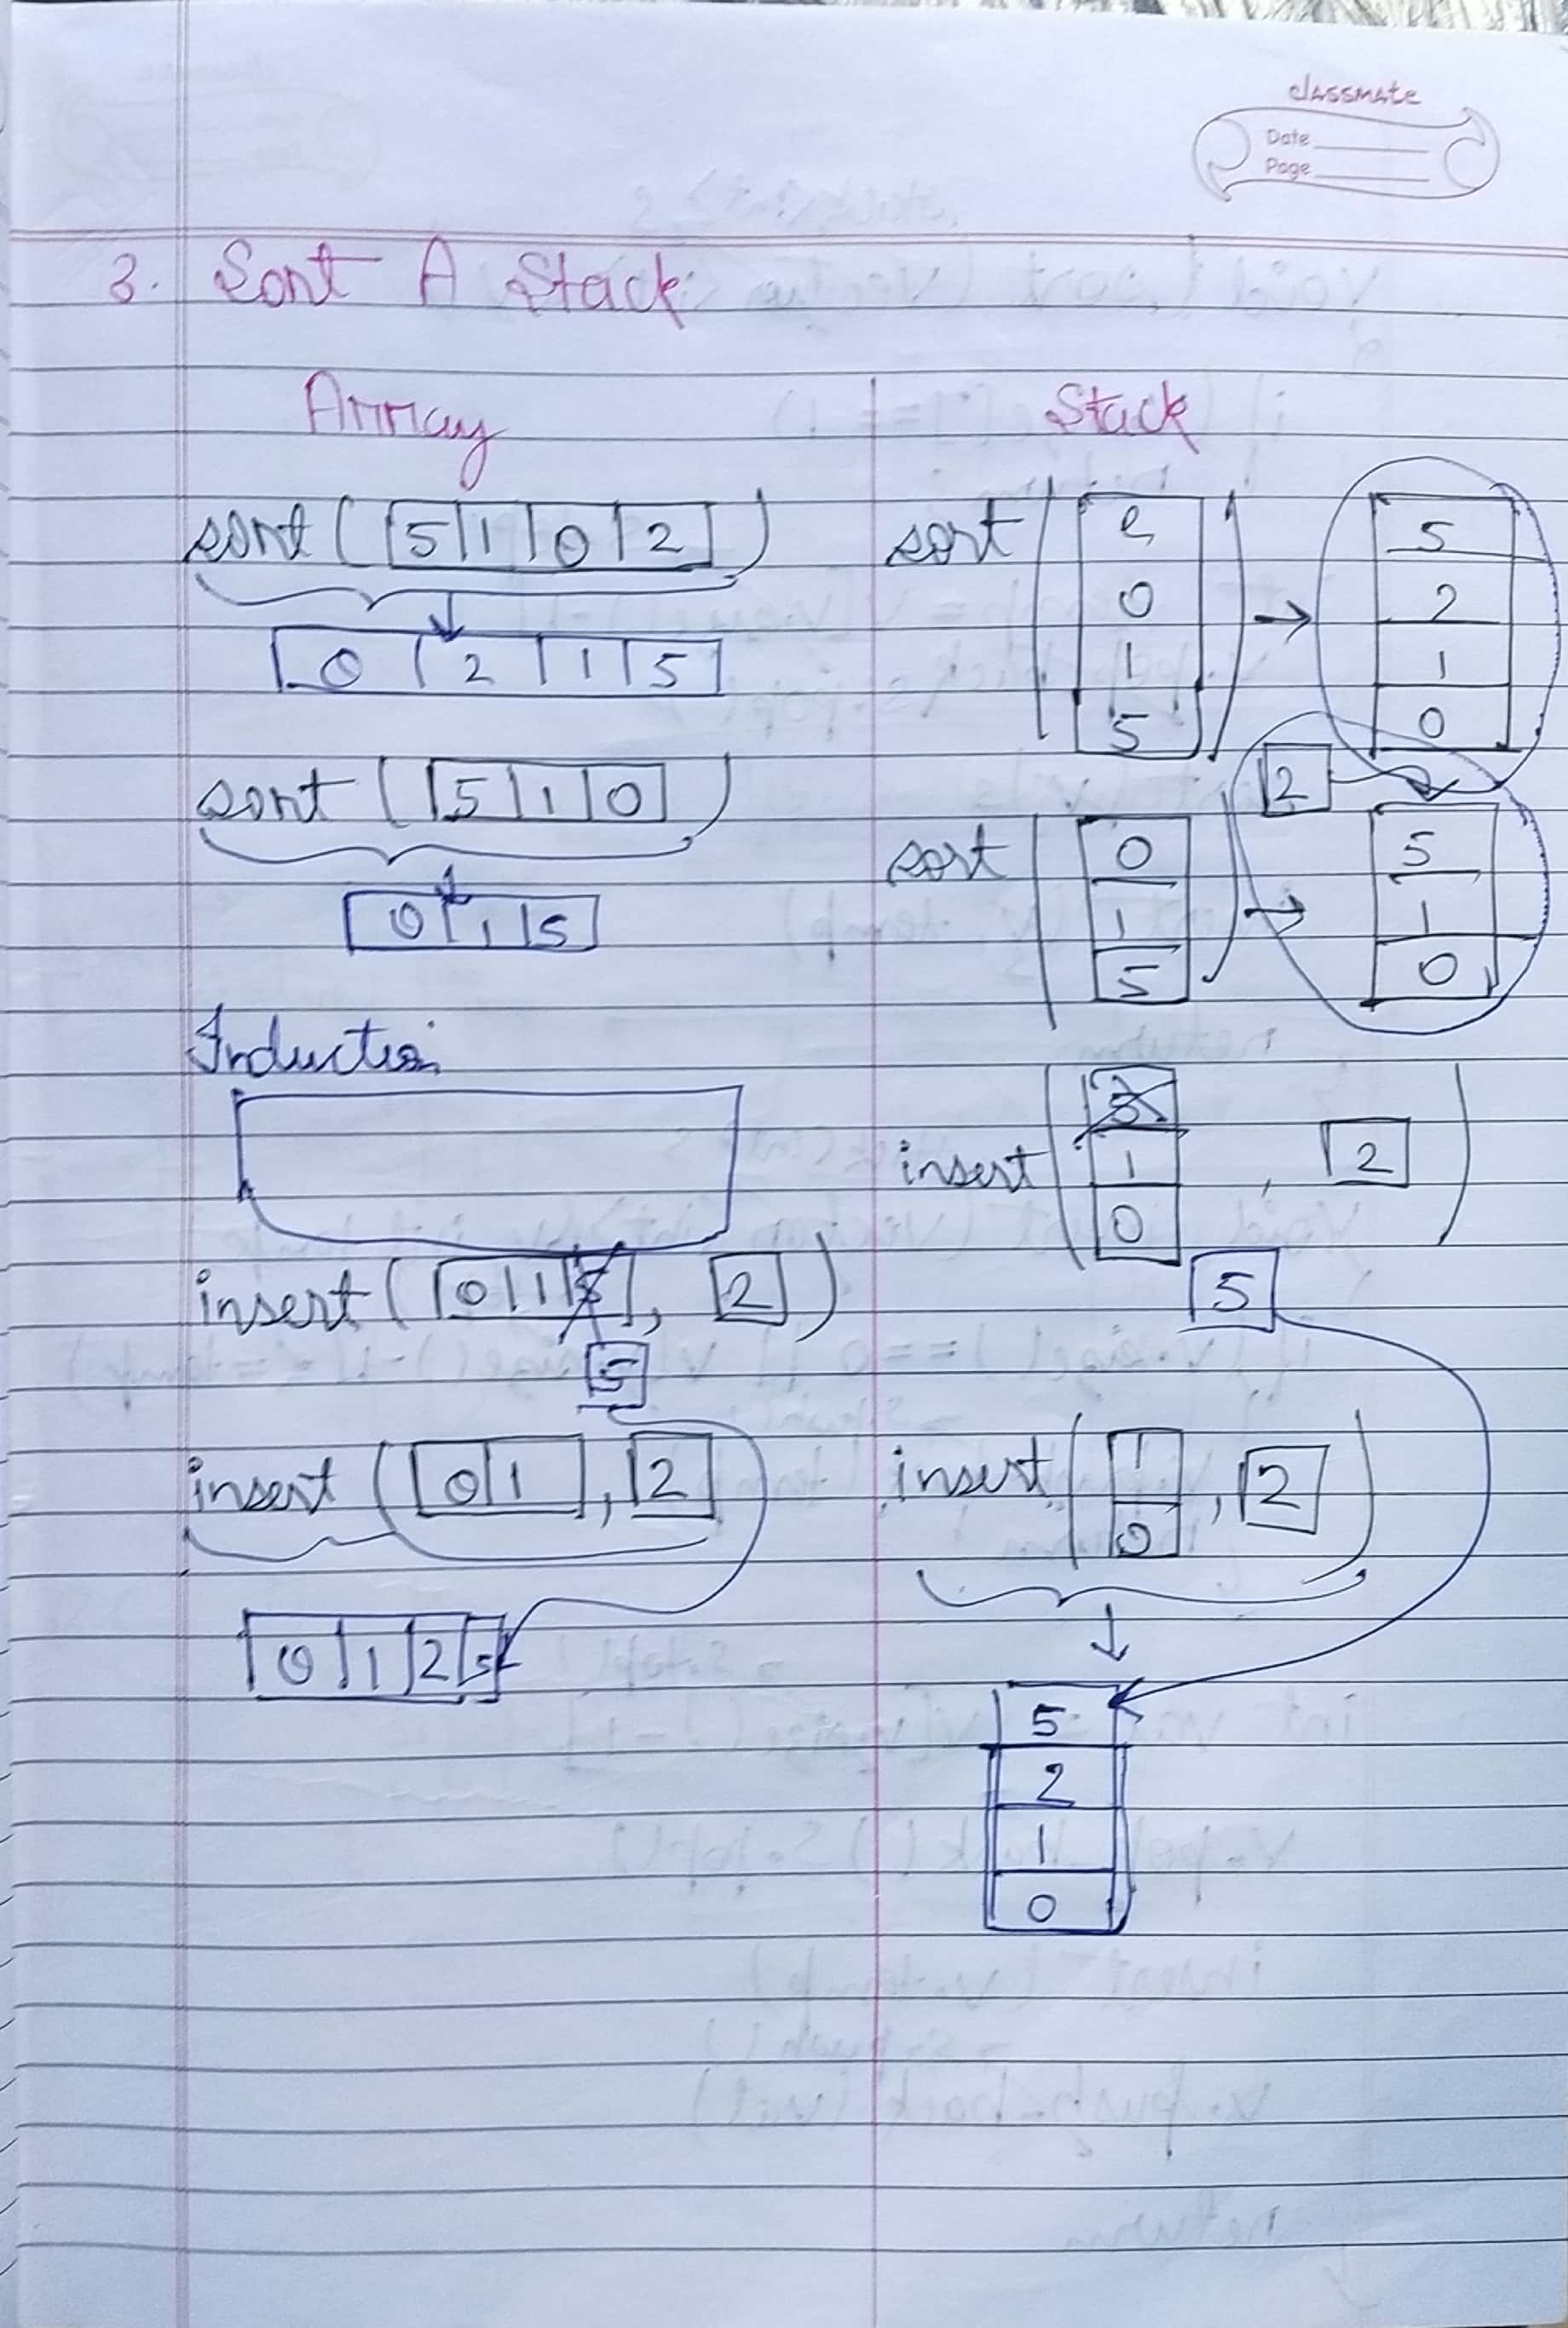 classmate
Date
Page
3. Sort A Stack
Array
sort ( 5 1 0 2 )
0 2 1 5
sort ( 5 1 0 )
0 1 5
Induction
insert ( 0 1 5 , 2 )
5
insert ( 0 1 , 2
0 1 2 5
Stack
sort
0
1
5
5
2
1
0
2
sort
0
1
5
5
1
0
insert
5
1
0
, 2
5
insert ( 1
0 , 2 )
5
2
1
0